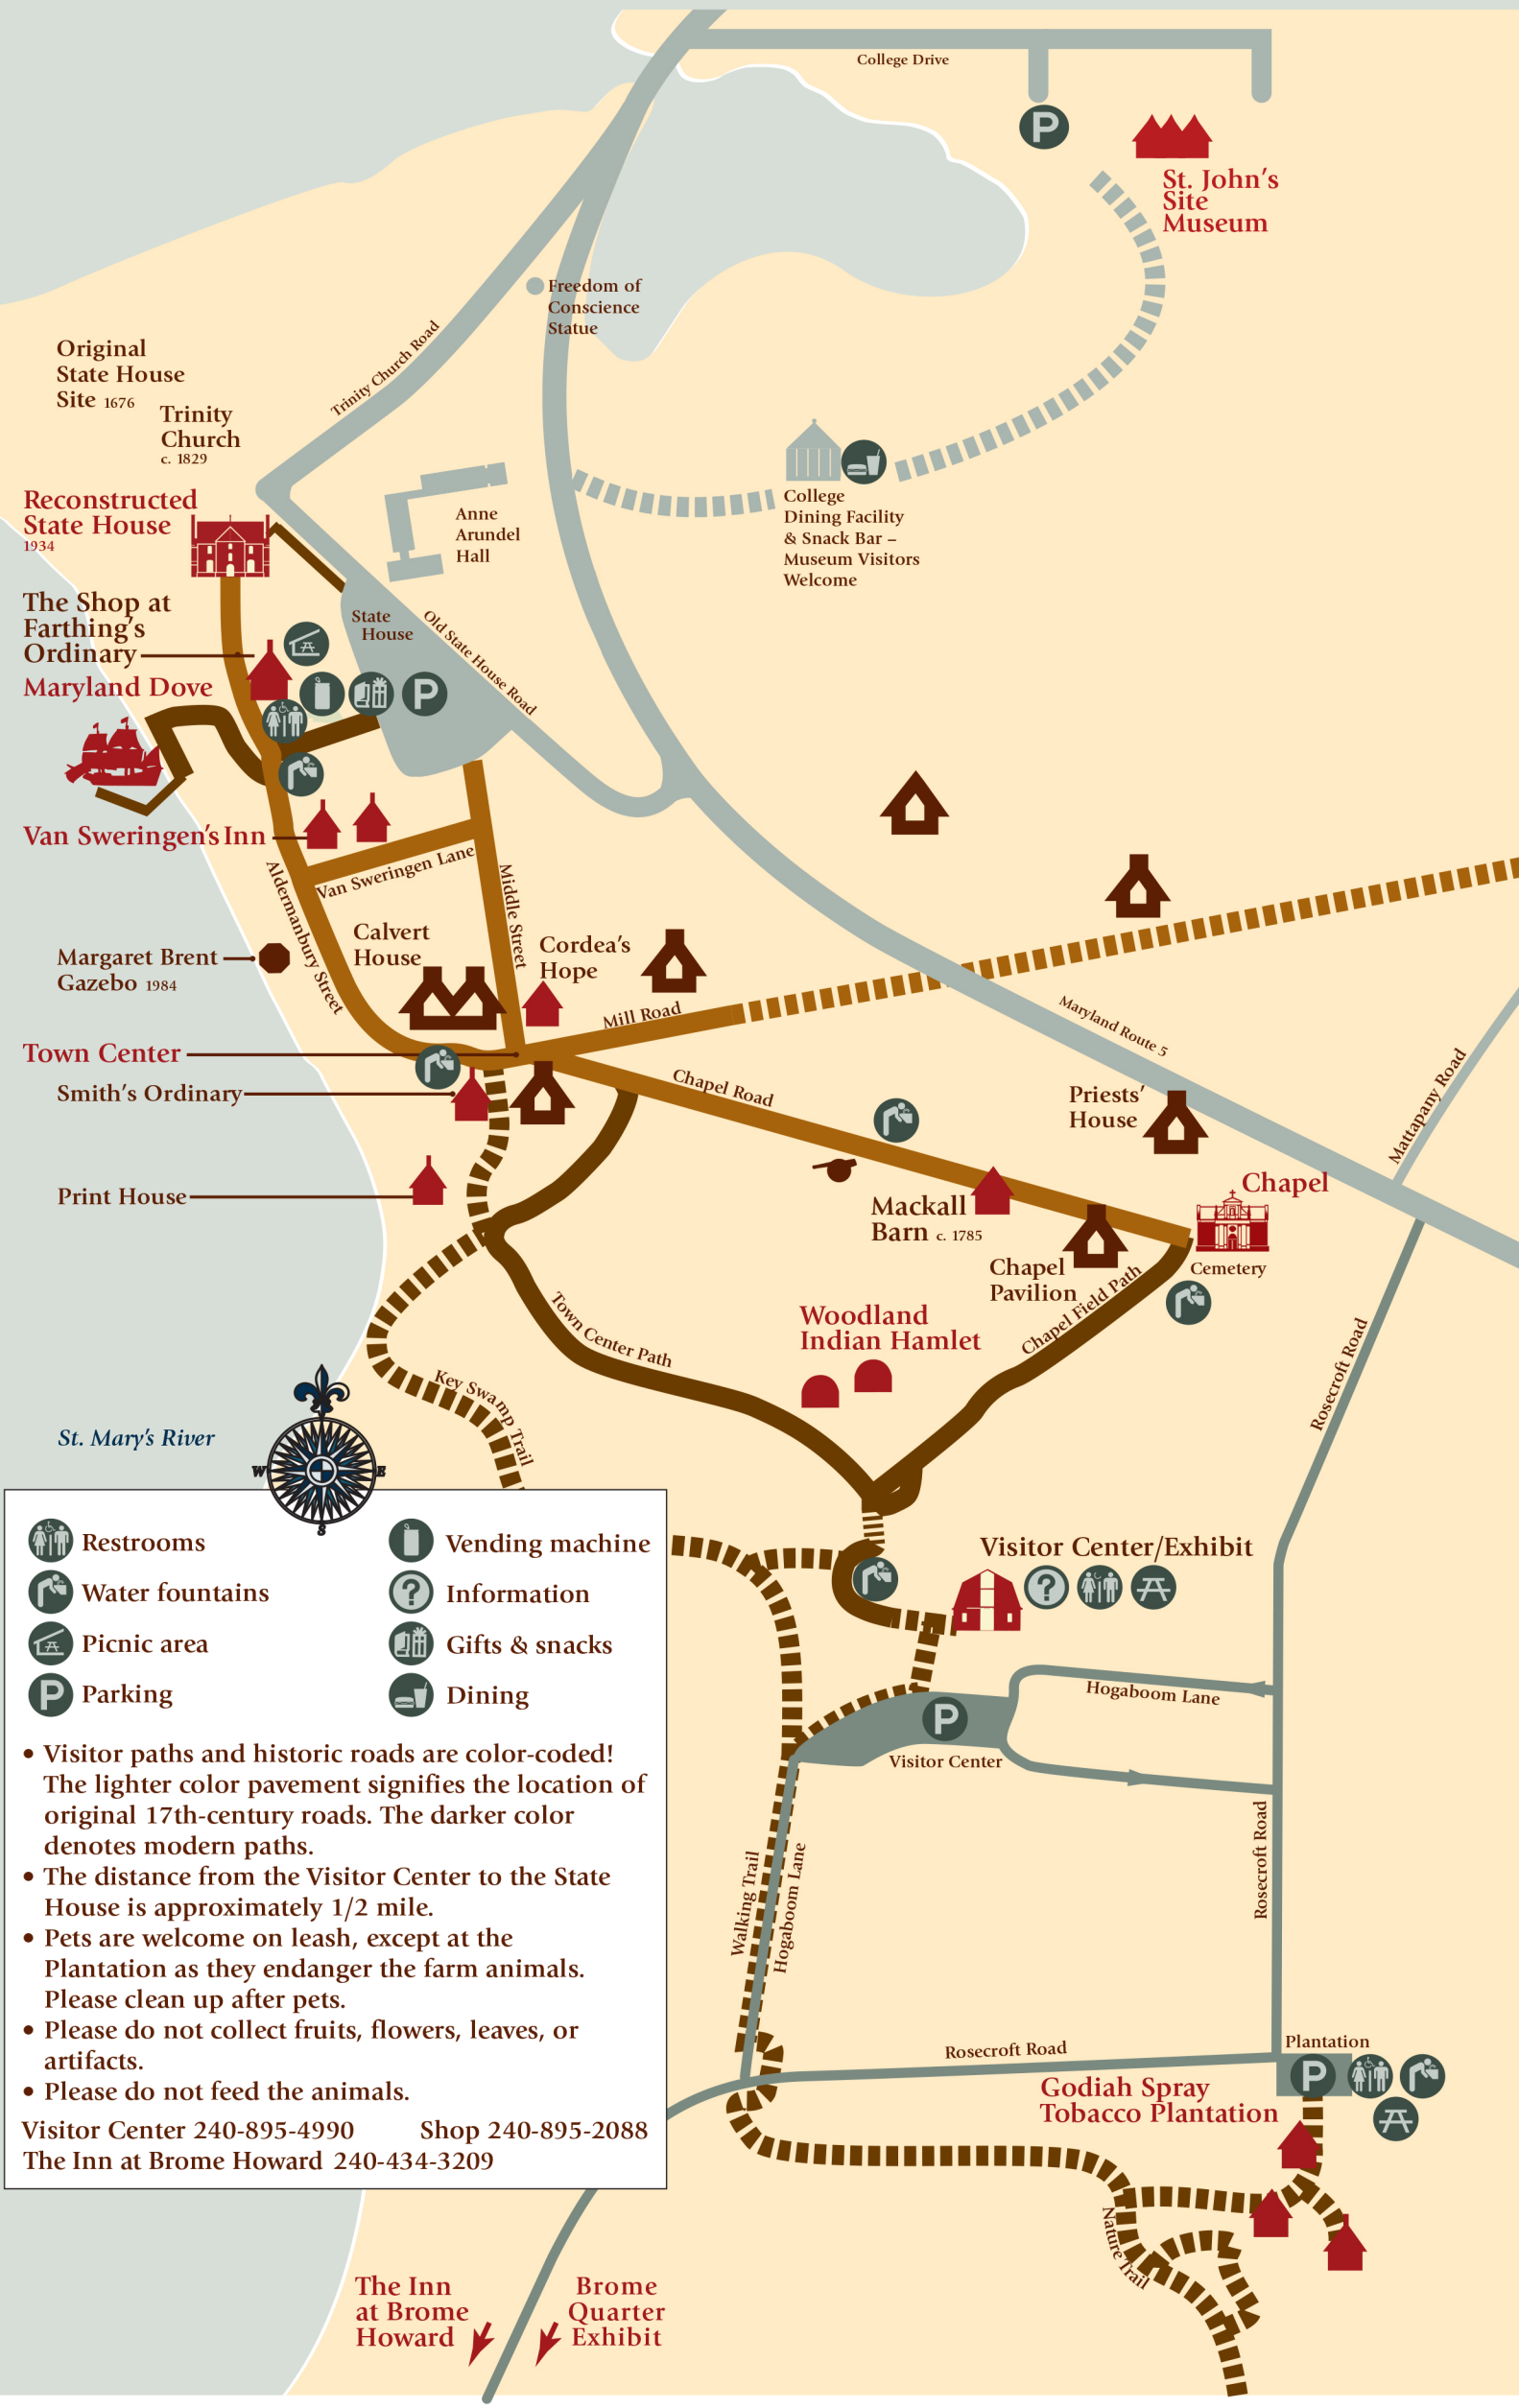 College Drive
P
St. John's
Site
Museum
Freedom of
Conscience
Statue
Trinity Church Road
Original
State House
Site 1676
Trinity
Church
c. 1829
Reconstructed
State House
1934
Anne
Arundel
Hall
College
Dining Facility
& Snack Bar –
Museum Visitors
Welcome
The Shop at
Farthing's
Ordinary
State
House
Old State House Road
P
Maryland Dove
Van Sweringen's Inn
Van Sweringen Lane
Aldermanbury Street
Middle Street
Calvert
House
Cordea's
Hope
Margaret Brent
Gazebo 1984
Mill Road
Maryland Route 5
Mattapany Road
Town Center
Smith's Ordinary
Chapel Road
Priests'
House
Print House
Mackall
Barn c. 1785
Chapel
Chapel
Pavilion
Cemetery
Chapel Field Path
Woodland
Indian Hamlet
Town Center Path
Key Swamp Trail
Rosecroft Road
St. Mary's River
W
E
S
Restrooms
Vending machine
Water fountains
? Information
Picnic area
Gifts & snacks
P Parking
Dining
• Visitor paths and historic roads are color-coded!
The lighter color pavement signifies the location of
original 17th-century roads. The darker color
denotes modern paths.
• The distance from the Visitor Center to the State
House is approximately 1/2 mile.
• Pets are welcome on leash, except at the
Plantation as they endanger the farm animals.
Please clean up after pets.
• Please do not collect fruits, flowers, leaves, or
artifacts.
• Please do not feed the animals.
Visitor Center 240-895-4990 Shop 240-895-2088
The Inn at Brome Howard 240-434-3209
Visitor Center/Exhibit
?
Hogaboom Lane
P
Visitor Center
Walking Trail
Hogaboom Lane
Rosecroft Road
Rosecroft Road
Plantation
P
Godiah Spray
Tobacco Plantation
Nature Trail
The Inn
at Brome
Howard
Brome
Quarter
Exhibit